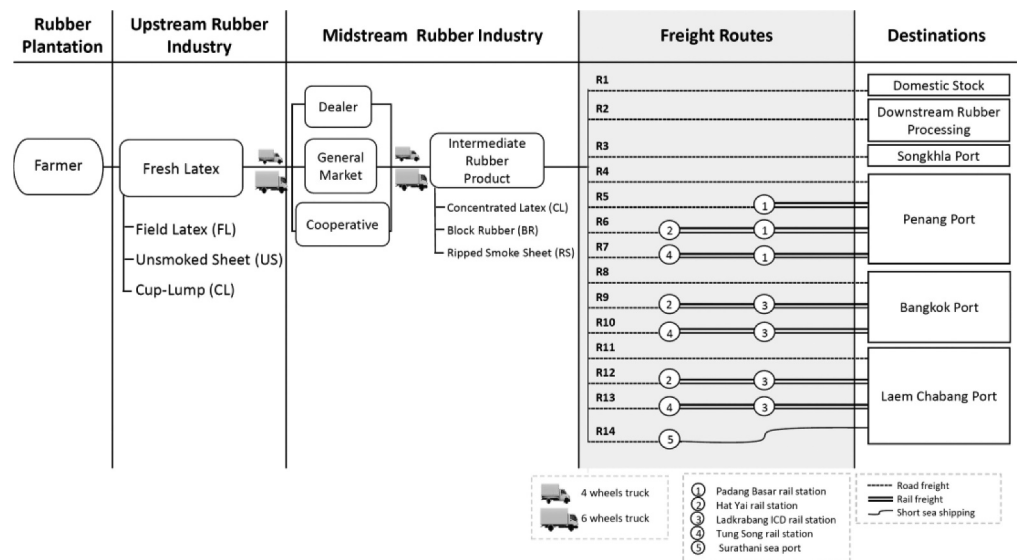 Rubber
Plantation
Upstream Rubber
Industry
Midstream Rubber Industry
Freight Routes
Destinations
Farmer
Fresh Latex
Field Latex (FL)
Unsmoked Sheet (US)
Cup-Lump (CL)
Dealer
General
Market
Cooperative
Intermediate
Rubber
Product
Concentrated Latex (CL)
Block Rubber (BR)
Ripped Smoke Sheet (RS)
R1
R2
R3
R4
R5
1
R6
2
1
R7
4
1
R8
R9
2
3
R10
4
3
R11
R12
2
3
R13
4
3
R14
5
Domestic Stock
Downstream Rubber
Processing
Songkhla Port
Penang Port
Bangkok Port
Laem Chabang Port
4 wheels truck
6 wheels truck
1 Padang Basar rail station
2 Hat Yai rail station
3 Ladkrabang ICD rail station
4 Tung Song rail station
5 Surathani sea port
Road freight
Rail freight
Short sea shipping